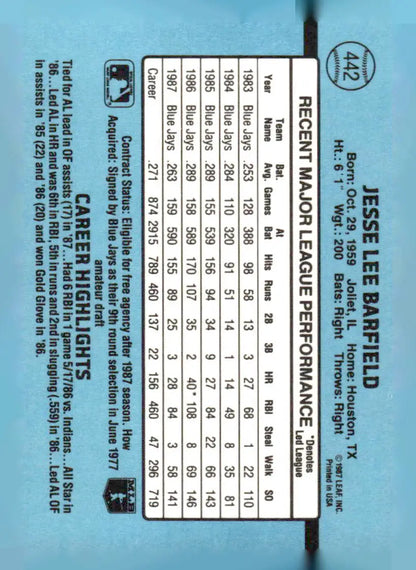 442
JESSE LEE BARFIELD
Born: Oct. 29, 1959 Joliet, IL Home: Houston, TX
Ht.: 6' 1" Wgt.: 200 Bats: Right Throws: Right
© 1987 LEAF, INC.
Printed in USA
RECENT MAJOR LEAGUE PERFORMANCE *Denotes Led League
Year Team Name Bat. Avg. Games At Bat Hits Runs 2B 3B HR RBI Steal Walk SO
1983 Blue Jays .253 128 388 98 58 13 3 27 68 1 22 110
1984 Blue Jays .284 110 320 91 51 14 1 14 49 8 35 81
1985 Blue Jays .289 155 539 156 94 34 9 27 84 22 66 143
1986 Blue Jays .289 158 589 170 107 35 2 40* 108 8 69 146
1987 Blue Jays .263 159 590 155 89 25 3 28 84 3 58 141
Career .271 874 2915 789 460 137 22 156 460 47 296 719
Contract Status: Eligible for free agency after 1987 season. How
Acquired: Signed by Blue Jays as their 9th round selection in June 1977
amateur draft
MLB
CAREER HIGHLIGHTS
Tied for AL lead in OF assists (17) in '87...Had 6 RBI in 1 game 5/17/86 vs. Indians...All Star in
'86...Led AL in HR and was 6th in RBI, 9th in runs and 2nd in slugging (.559) in '86...Led AL OF
in assists in '85 (22) and '86 (20) and won Gold Glove in '86.